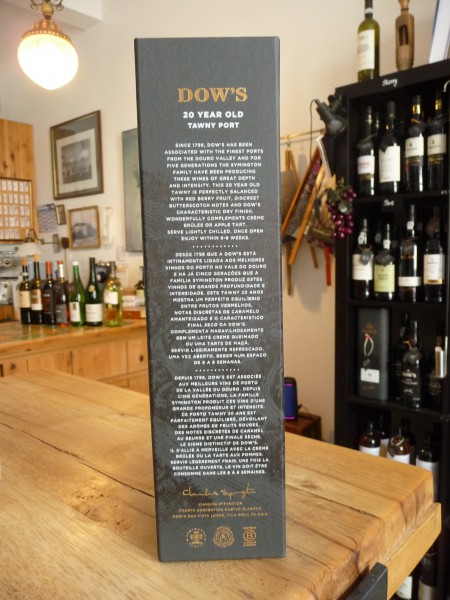 DOW'S
20 YEAR OLD
TAWNY PORT
SINCE 1798, DOW'S HAS BEEN
ASSOCIATED WITH THE FINEST PORTS
FROM THE DOURO VALLEY AND FOR
FIVE GENERATIONS THE SYMINGTON
FAMILY HAVE BEEN PRODUCING
THESE WINES OF GREAT DEPTH
AND INTENSITY. THIS 20 YEAR OLD
TAWNY IS PERFECTLY BALANCED
WITH RED BERRY FRUIT, DISCREET
BUTTERSCOTCH NOTES AND DOW'S
CHARACTERISTIC DRY FINISH.
WONDERFULLY COMPLEMENTS CRÈME
BRÛLÉE OR APPLE TART.
SERVE LIGHTLY CHILLED. ONCE OPEN
ENJOY WITHIN 6-8 WEEKS.
DESDE 1798 QUE A DOW'S ESTÁ
INTIMAMENTE LIGADA AOS MELHORES
VINHOS DO PORTO NO VALE DO DOURO
E HÁ JÁ CINCO GERAÇÕES QUE A
FAMÍLIA SYMINGTON PRODUZ ESTES
VINHOS DE GRANDE PROFUNDIDADE E
INTENSIDADE. ESTE TAWNY 20 ANOS
MOSTRA UM PERFEITO EQUILÍBRIO
ENTRE FRUTOS VERMELHOS,
NOTAS DISCRETAS DE CARAMELO
AMANTEIGADO E O CARACTERÍSTICO
FINAL SECO DA DOW'S.
COMPLEMENTA MARAVILHOSAMENTE
BEM UM LEITE CREME QUEIMADO
OU UMA TARTE DE MAÇÃ.
SERVIR LIGEIRAMENTE REFRESCADO.
UMA VEZ ABERTO, BEBER NUM ESPAÇO
DE 6 A 8 SEMANAS.
DEPUIS 1798, DOW'S EST ASSOCIÉE
AUX MEILLEURS VINS DE PORTO
DE LA VALLÉE DU DOURO. DEPUIS
CINQ GÉNÉRATIONS, LA FAMILLE
SYMINGTON PRODUIT CES VINS D'UNE
GRANDE PROFONDEUR ET INTENSITÉ.
CE PORTO TAWNY 20 ANS EST
PARFAITEMENT ÉQUILIBRÉ, DÉVOILANT
DES ARÔMES DE FRUITS ROUGES,
DES NOTES DISCRÈTES DE CARAMEL
AU BEURRE ET UNE FINALE SÈCHE,
LE SIGNE DISTINCTIF DE DOW'S.
IL S'ALLIE À MERVEILLE AVEC LA CRÈME
BRÛLÉE OU LA TARTE AUX POMMES.
SERVIR LÉGÈREMENT FRAIS. UNE FOIS LA
BOUTEILLE OUVERTE, LE VIN DOIT ÊTRE
CONSOMMÉ DANS LES 6 À 8 SEMAINES.
CHARLES SYMINGTON